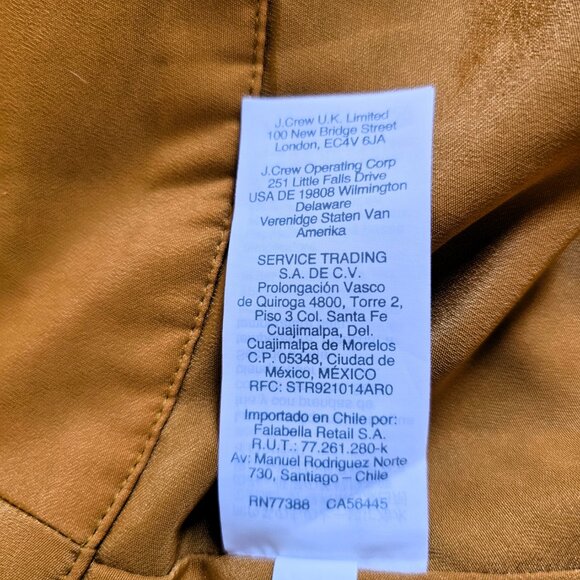 J.Crew U.K. Limited
100 New Bridge Street
London, EC4V 6JA
J.Crew Operating Corp
251 Little Falls Drive
USA DE 19808 Wilmington
Delaware
Verenidge Staten Van
Amerika
SERVICE TRADING
S.A. DE C.V.
Prolongación Vasco
de Quiroga 4800, Torre 2,
Piso 3 Col. Santa Fe
Cuajimalpa, Del.
Cuajimalpa de Morelos
C.P. 05348, Ciudad de
México, MÉXICO
RFC: STR921014AR0
Importado en Chile por:
Falabella Retail S.A.
R.U.T.: 77.261.280-k
Av: Manuel Rodriguez Norte
730, Santiago – Chile
RN77388 CA56445